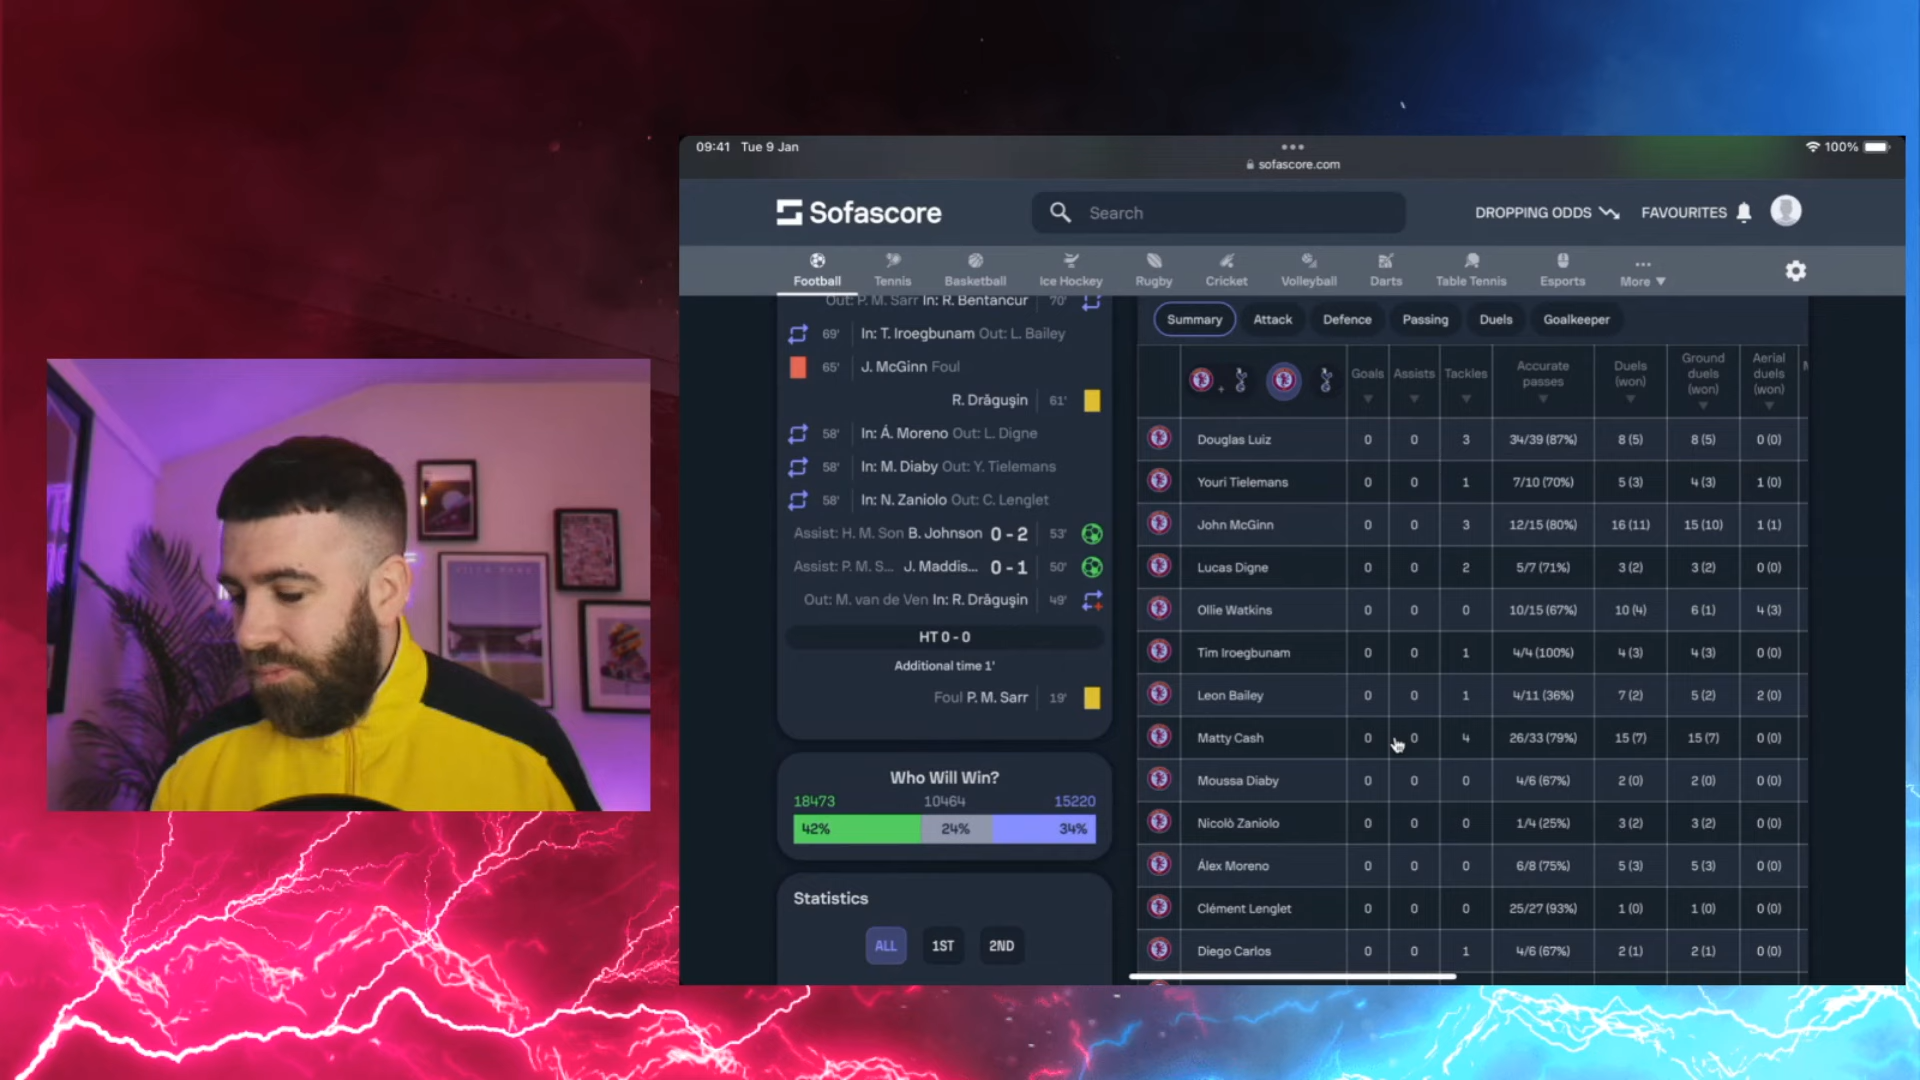 09:41 Tue 9 Jan
sofascore.com
100%
Sofascore
Search
DROPPING ODDS
FAVOURITES
Football
Tennis
Basketball
Ice Hockey
Rugby
Cricket
Volleyball
Darts
Table Tennis
Esports
More
Out: P. M. Sarr In: R. Bentancur 70'
69' In: T. Iroegbunam Out: L. Bailey
65' J. McGinn Foul
R. Drăgușin 61'
58' In: Á. Moreno Out: L. Digne
58' In: M. Diaby Out: Y. Tielemans
58' In: N. Zaniolo Out: C. Lenglet
Assist: H. M. Son B. Johnson 0 - 2 53'
Assist: P. M. S... J. Maddis... 0 - 1 50'
Out: M. van de Ven In: R. Drăgușin 49'
HT 0 - 0
Additional time 1'
Foul P. M. Sarr 19'
Who Will Win?
18473 10464 15220
42% 24% 34%
Statistics
ALL 1ST 2ND
Summary Attack Defence Passing Duels Goalkeeper
Goals Assists Tackles Accurate passes Duels (won) Ground duels (won) Aerial duels (won)
Douglas Luiz 0 0 3 34/39 (87%) 8 (5) 8 (5) 0 (0)
Youri Tielemans 0 0 1 7/10 (70%) 5 (3) 4 (3) 1 (0)
John McGinn 0 0 3 12/15 (80%) 16 (11) 15 (10) 1 (1)
Lucas Digne 0 0 2 5/7 (71%) 3 (2) 3 (2) 0 (0)
Ollie Watkins 0 0 0 10/15 (67%) 10 (4) 6 (1) 4 (3)
Tim Iroegbunam 0 0 1 4/4 (100%) 4 (3) 4 (3) 0 (0)
Leon Bailey 0 0 1 4/11 (36%) 7 (2) 5 (2) 2 (0)
Matty Cash 0 0 4 26/33 (79%) 15 (7) 15 (7) 0 (0)
Moussa Diaby 0 0 0 4/6 (67%) 2 (0) 2 (0) 0 (0)
Nicolò Zaniolo 0 0 0 1/4 (25%) 3 (2) 3 (2) 0 (0)
Álex Moreno 0 0 0 6/8 (75%) 5 (3) 5 (3) 0 (0)
Clément Lenglet 0 0 0 25/27 (93%) 1 (0) 1 (0) 0 (0)
Diego Carlos 0 0 1 4/6 (67%) 2 (1) 2 (1) 0 (0)